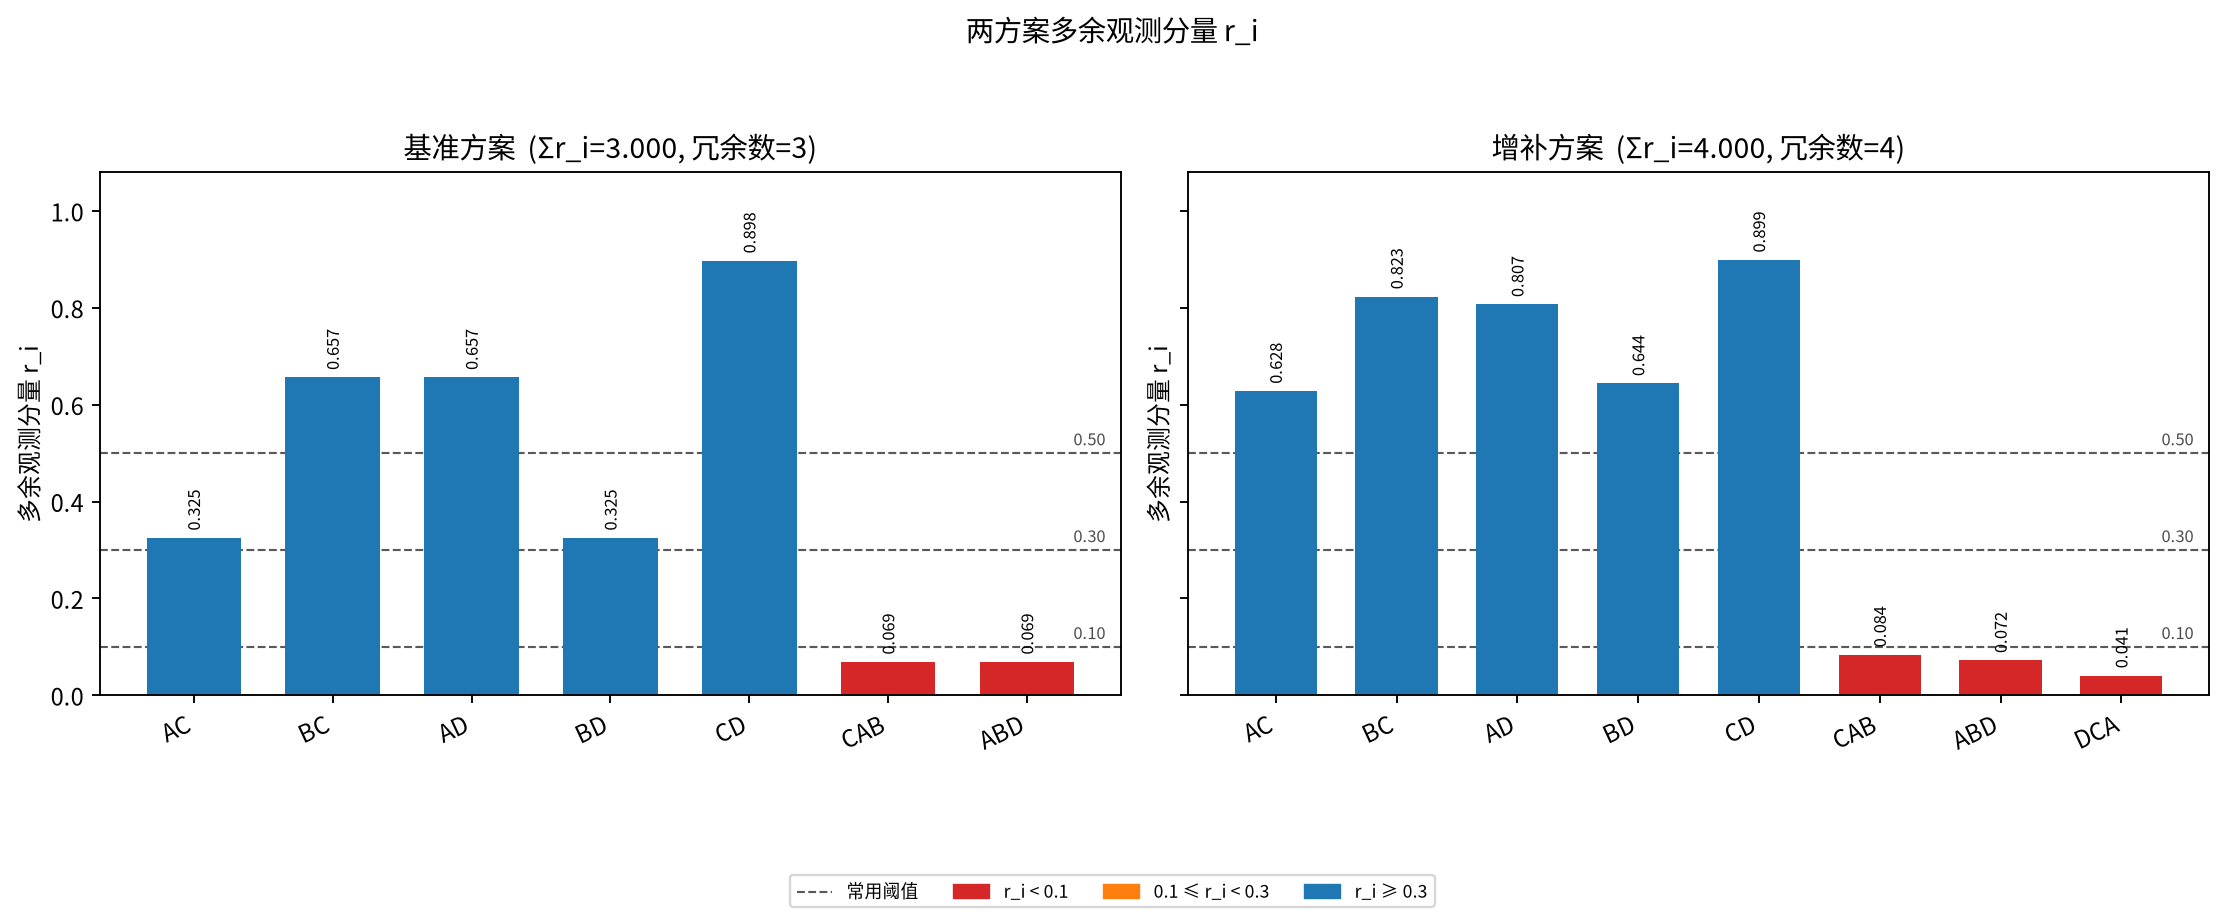 两方案多余观测分量 r_i
基准方案 (Σr_i=3.000, 冗余数=3)
多余观测分量 r_i
1.0
0.8
0.6
0.4
0.2
0.0
0.325
0.657
0.657
0.325
0.898
0.069
0.069
0.50
0.30
0.10
AC
BC
AD
BD
CD
CAB
ABD
增补方案 (Σr_i=4.000, 冗余数=4)
多余观测分量 r_i
0.628
0.823
0.807
0.644
0.899
0.084
0.072
0.041
0.50
0.30
0.10
AC
BC
AD
BD
CD
CAB
ABD
DCA
常用阈值
r_i < 0.1
0.1 ⩽ r_i < 0.3
r_i ⩾ 0.3